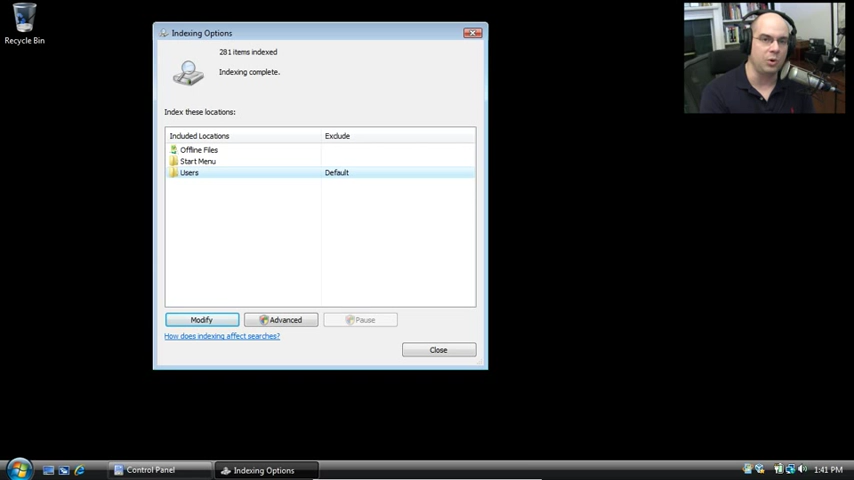 Recycle Bin
Indexing Options
281 items indexed
Indexing complete.
Index these locations:
Included Locations Exclude
Offline Files
Start Menu
Users Default
Modify Advanced Pause
How does indexing affect searches?
Close
Control Panel Indexing Options 1:41 PM